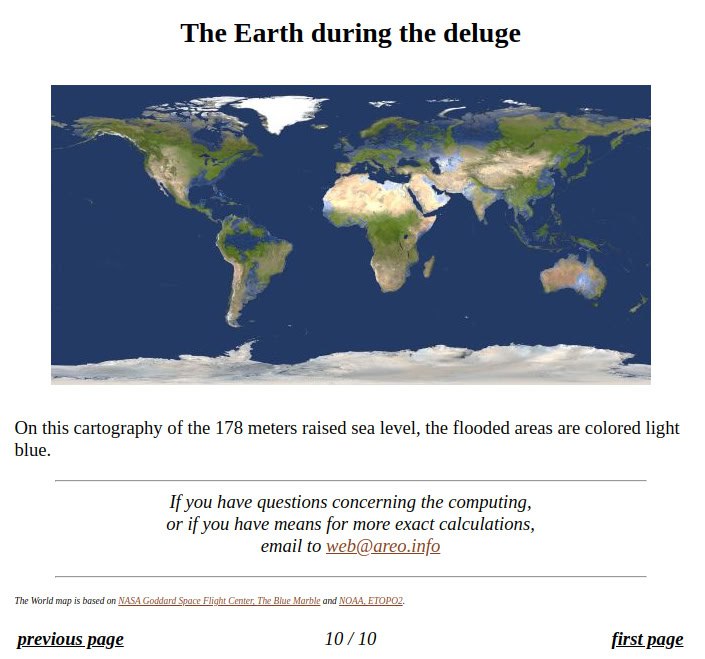 The Earth during the deluge
On this cartography of the 178 meters raised sea level, the flooded areas are colored light
blue.
If you have questions concerning the computing,
or if you have means for more exact calculations,
email to web@areo.info
The World map is based on NASA Goddard Space Flight Center, The Blue Marble and NOAA, ETOPO2.
previous page 10 / 10 first page